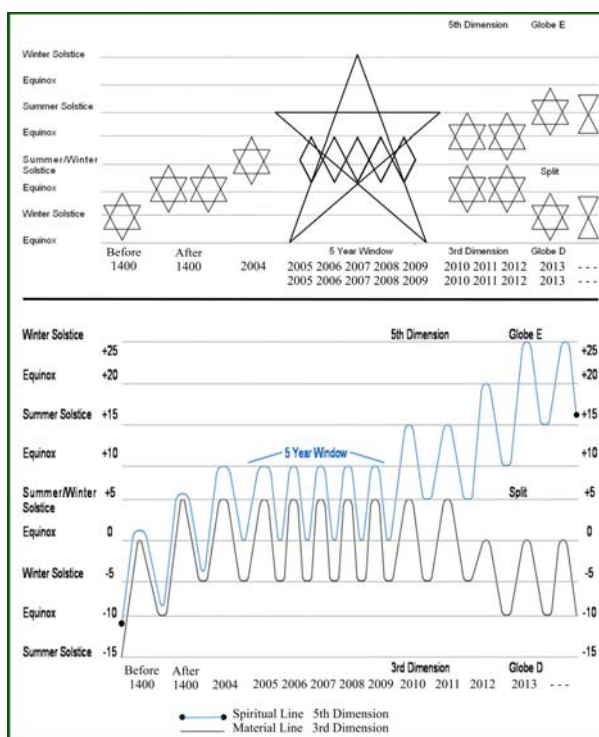 5th Dimension Globe E
Winter Solstice
Equinox
Summer Solstice
Equinox
Summer/Winter
Solstice
Split
Equinox
Winter Solstice
Equinox
Before
1400
After
1400
2004
5 Year Window
2005 2006 2007 2008 2009
2005 2006 2007 2008 2009
3rd Dimension Globe D
2010 2011 2012 2013 - - -
2010 2011 2012 2013
Winter Solstice +25 5th Dimension Globe E +25
Equinox +20 +20
Summer Solstice +15 +15
Equinox +10 5 Year Window +10
Summer/Winter
Solstice +5 Split +5
Equinox 0 0
Winter Solstice -5 -5
Equinox -10 -10
Summer Solstice -15 3rd Dimension Globe D -15
Before
1400
After
1400
2004 2005 2006 2007 2008 2009 2010 2011 2012 2013 - - -
Spiritual Line 5th Dimension
Material Line 3rd Dimension